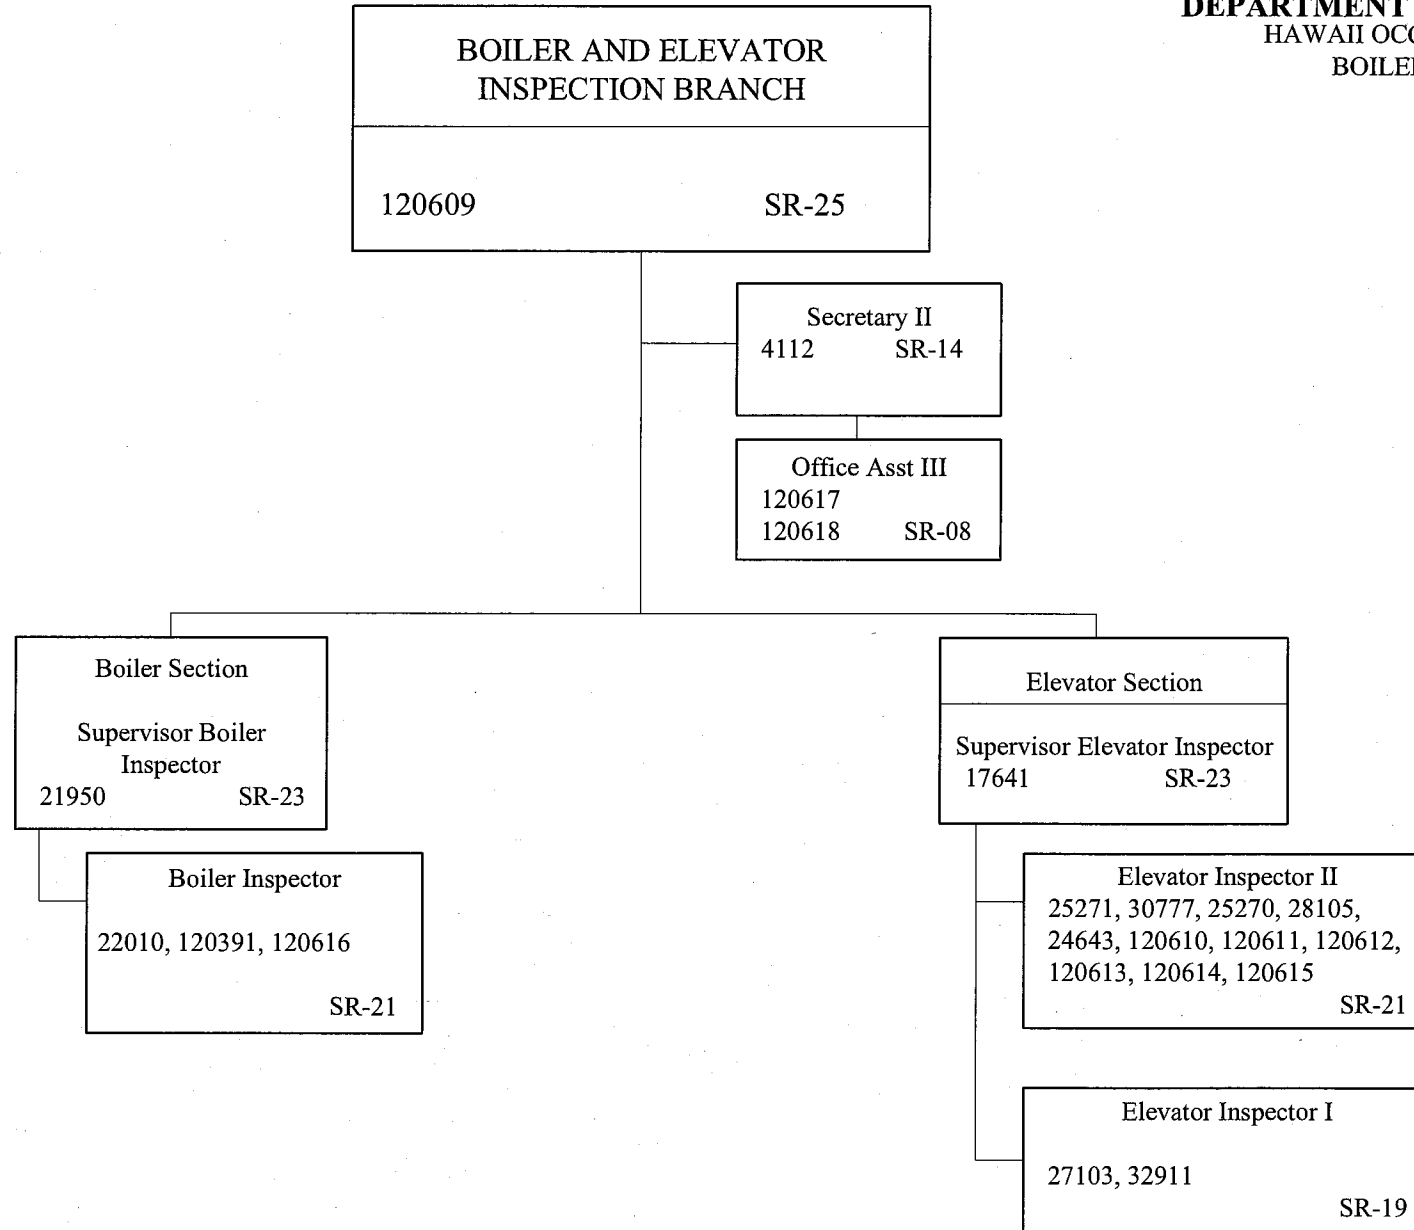 DEPARTMENT
HAWAII
BOILER
BOILER AND ELEVATOR
INSPECTION BRANCH
120609 SR-25
Secretary II
4112 SR-14
Office Asst III
120617
120618 SR-08
Boiler Section
Supervisor Boiler
Inspector
21950 SR-23
Boiler Inspector
22010, 120391, 120616
SR-21
Elevator Section
Supervisor Elevator Inspector
17641 SR-23
Elevator Inspector II
25271, 30777, 25270, 28105,
24643, 120610, 120611, 120612,
120613, 120614, 120615
SR-21
Elevator Inspector I
27103, 32911
SR-19